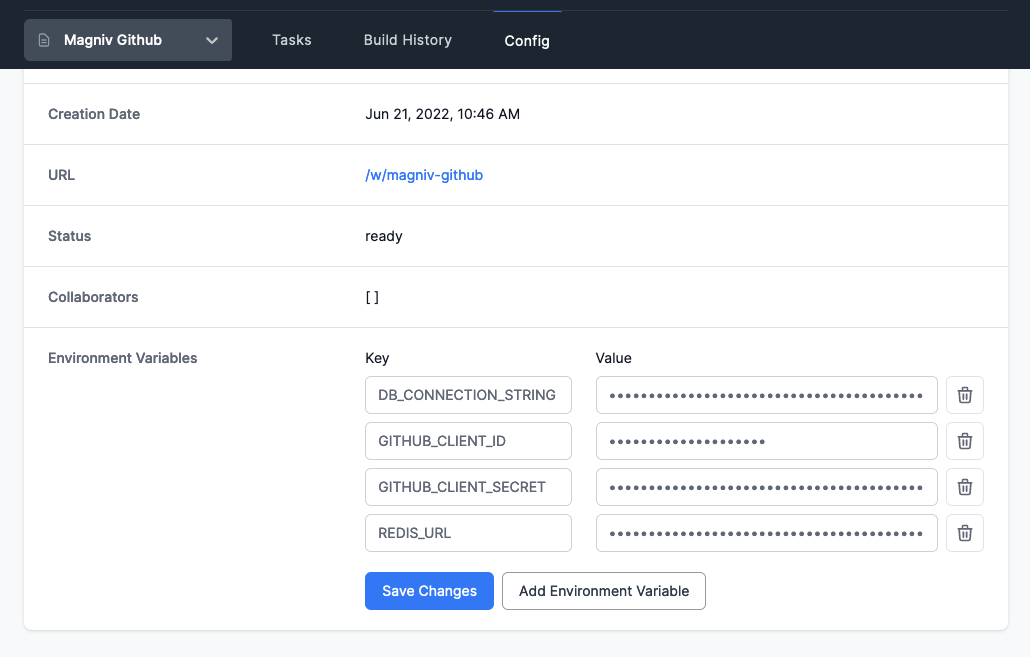 Magniv Github Tasks Build History Config
Creation Date Jun 21, 2022, 10:46 AM
URL /w/magniv-github
Status ready
Collaborators [ ]
Environment Variables Key Value
DB_CONNECTION_STRING ••••••••••••••••••••••••••••••••••••••••
GITHUB_CLIENT_ID ••••••••••••••••••••
GITHUB_CLIENT_SECRET ••••••••••••••••••••••••••••••••••••••••
REDIS_URL ••••••••••••••••••••••••••••••••••••••••
Save Changes Add Environment Variable